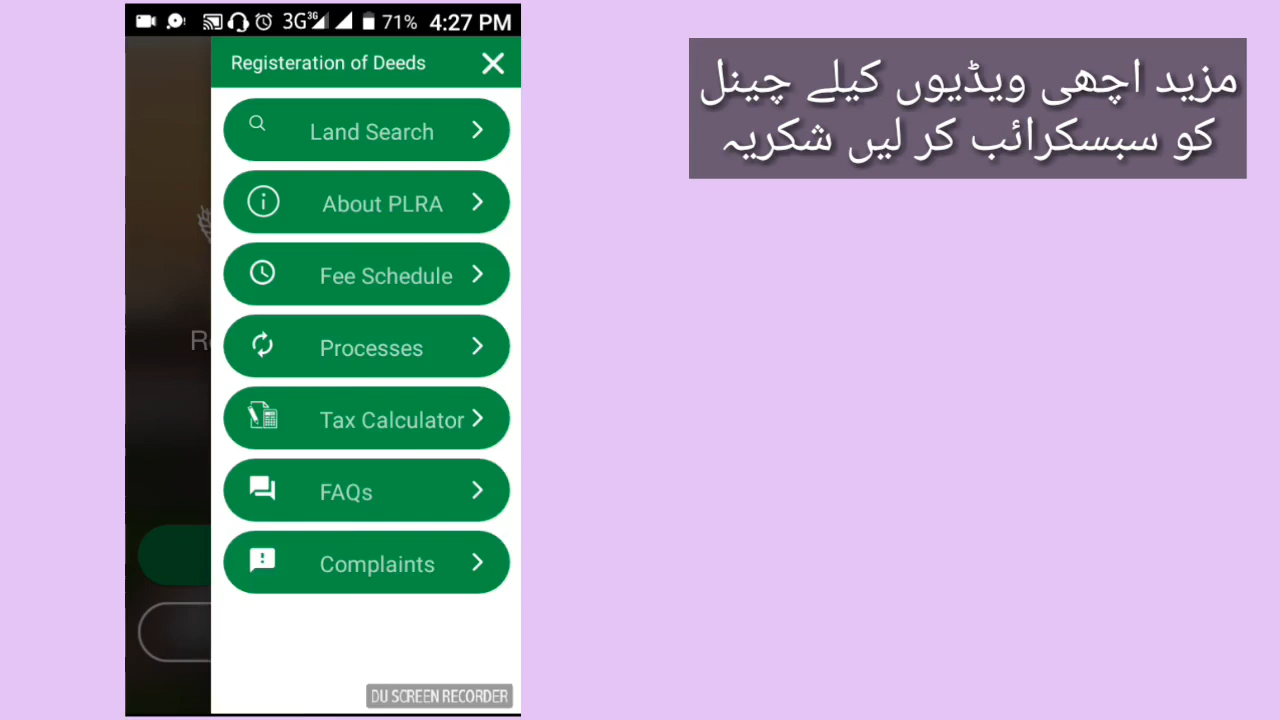 3G 3G 71% 4:27 PM
Registeration of Deeds
Land Search
About PLRA
Fee Schedule
Processes
Tax Calculator
FAQs
Complaints
DU SCREEN RECORDER
مزید اچھی ویڈیوں کیلے چینل
کو سبسکرائب کر لیں شکریہ